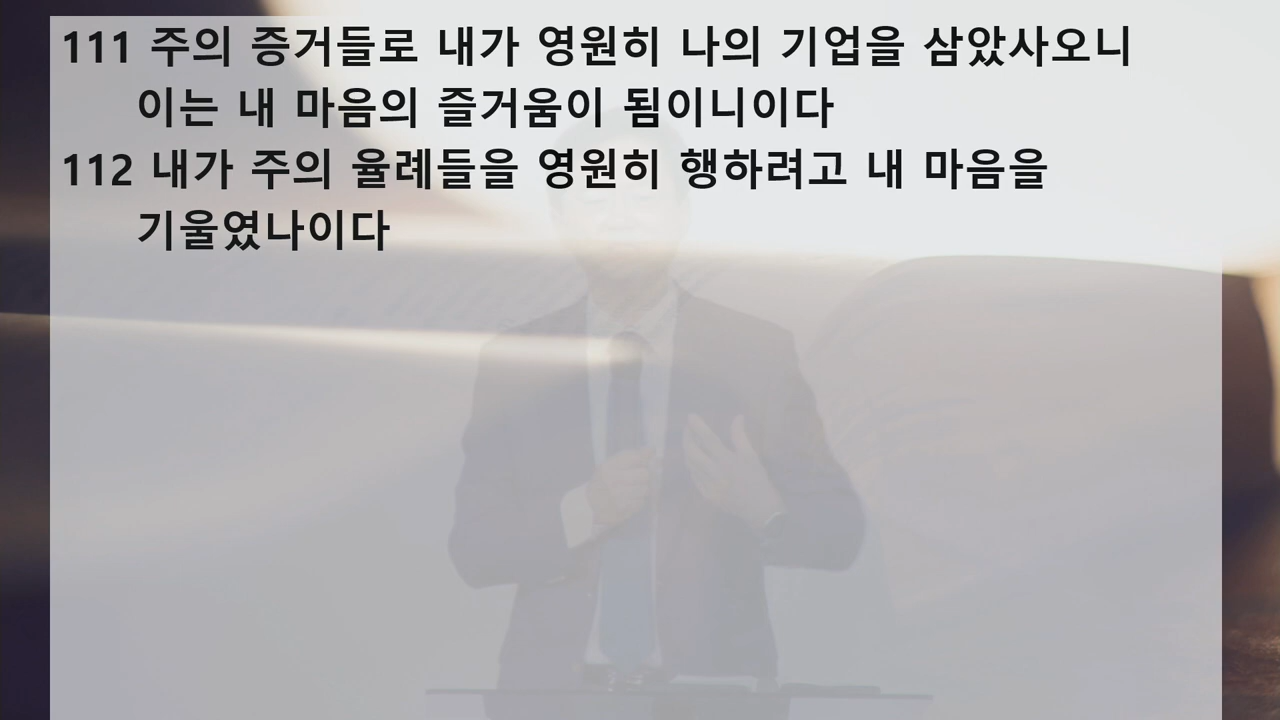 111 주의 증거들로 내가 영원히 나의 기업을 삼았사오니
이는 내 마음의 즐거움이 됨이니이다
112 내가 주의 율례들을 영원히 행하려고 내 마음을
기울였나이다